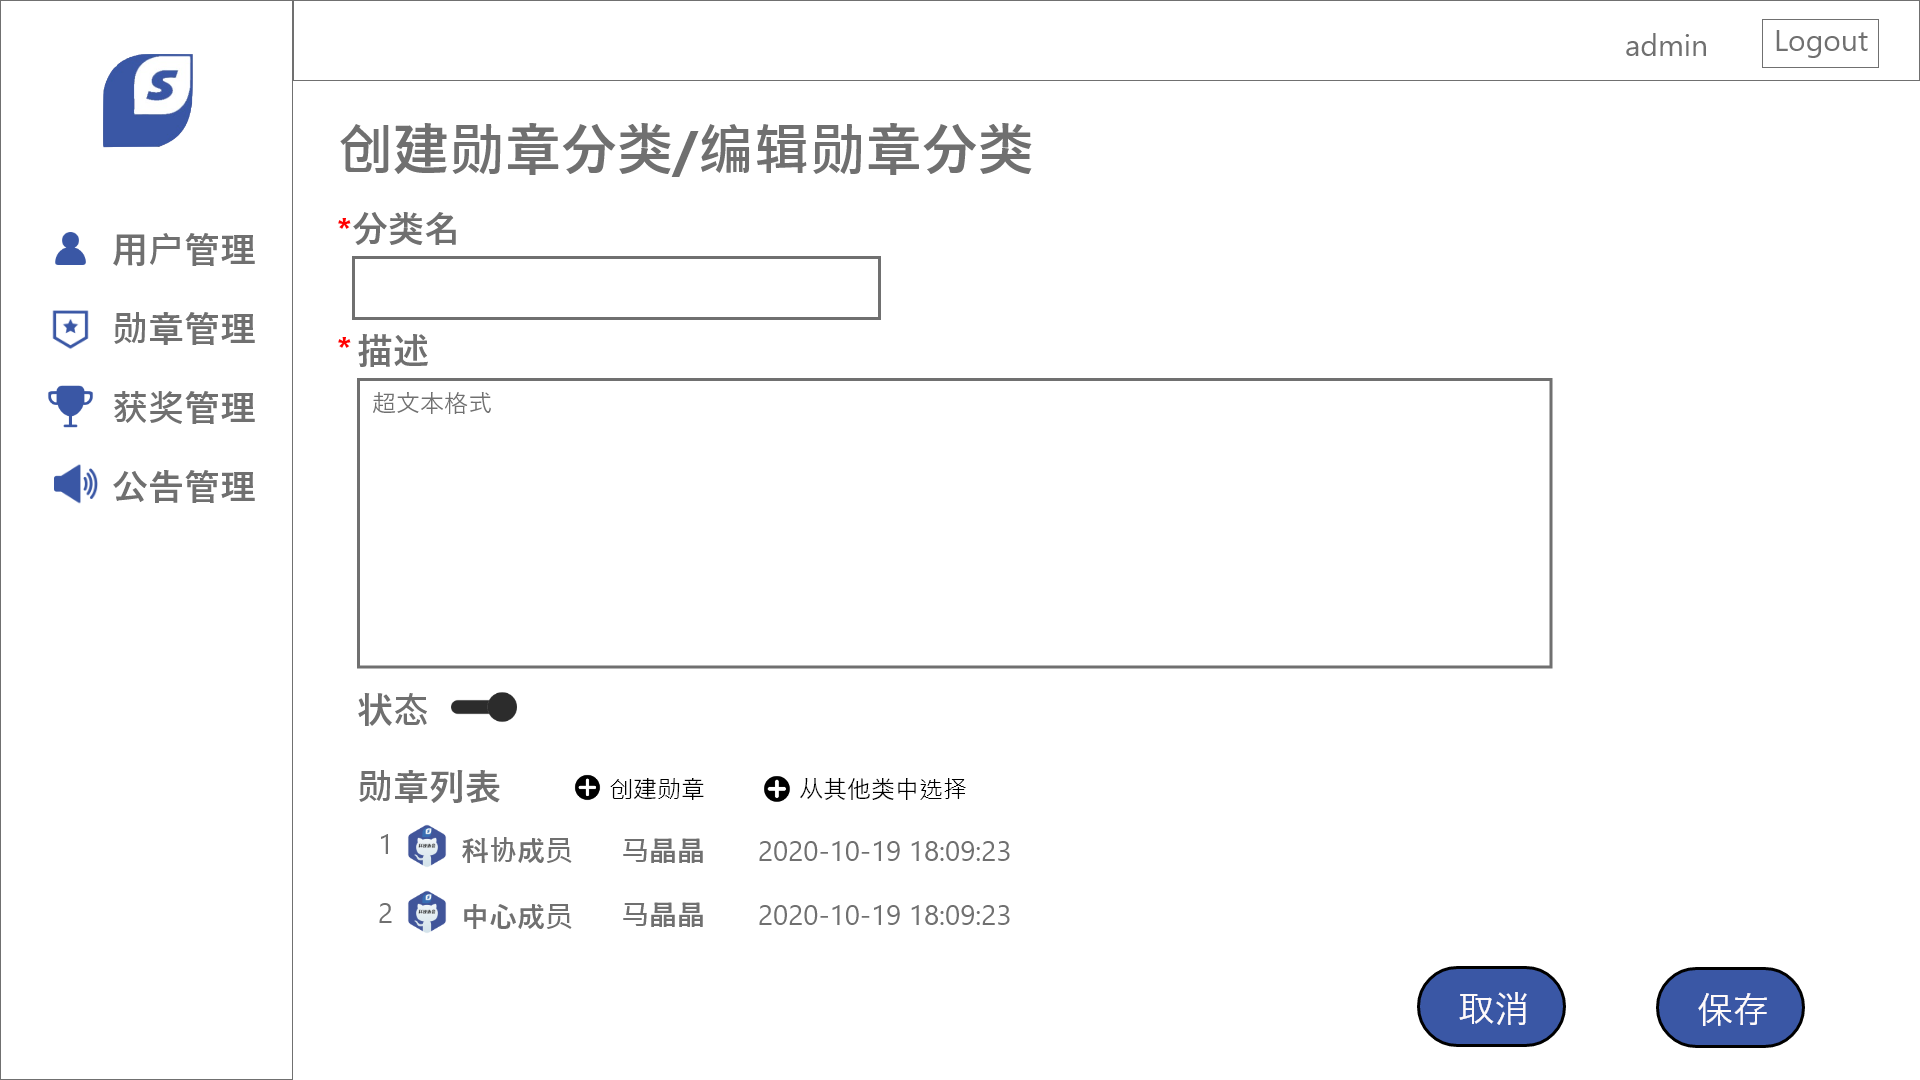 S
admin
Logout
用户管理
勋章管理
获奖管理
公告管理
创建勋章分类/编辑勋章分类
*分类名
* 描述
超文本格式
状态
勋章列表 创建勋章 从其他类中选择
1 科协成员 马晶晶 2020-10-19 18:09:23
2 中心成员 马晶晶 2020-10-19 18:09:23
取消 保存